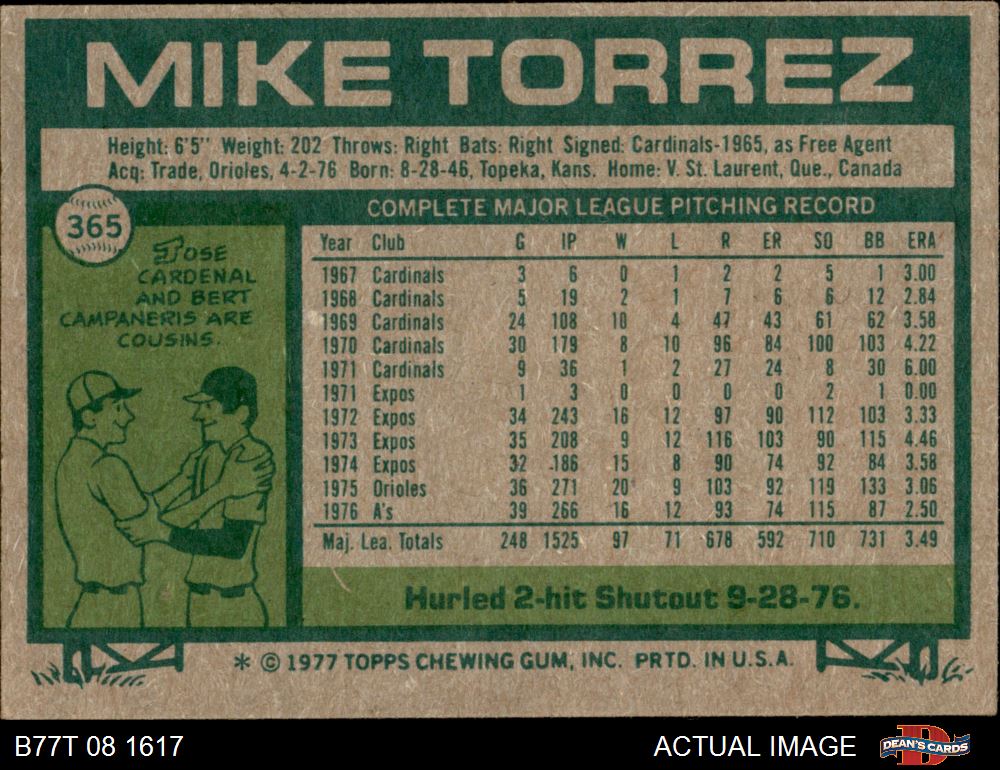 MIKE TORREZ
Height: 6'5" Weight: 202 Throws: Right Bats: Right Signed: Cardinals-1965, as Free Agent
Acq: Trade, Orioles, 4-2-76 Born: 8-28-46, Topeka, Kans. Home: V. St. Laurent, Que., Canada
365
JOSE
CARDENAL
AND BERT
CAMPANERIS ARE
COUSINS.
COMPLETE MAJOR LEAGUE PITCHING RECORD
Year Club G IP W L R ER SO BB ERA
1967 Cardinals 3 6 0 1 2 2 5 1 3.00
1968 Cardinals 5 19 2 1 7 6 6 12 2.84
1969 Cardinals 24 108 10 4 47 43 61 62 3.58
1970 Cardinals 30 179 8 10 96 84 100 103 4.22
1971 Cardinals 9 36 1 2 27 24 8 30 6.00
1971 Expos 1 3 0 0 0 0 2 1 0.00
1972 Expos 34 243 16 12 97 90 112 103 3.33
1973 Expos 35 208 9 12 116 103 90 115 4.46
1974 Expos 32 186 15 8 90 74 92 84 3.58
1975 Orioles 36 271 20 9 103 92 119 133 3.06
1976 A's 39 266 16 12 93 74 115 87 2.50
Maj. Lea. Totals 248 1525 97 71 678 592 710 731 3.49
Hurled 2-hit Shutout 9-28-76.
* © 1977 TOPPS CHEWING GUM, INC. PRTD. IN U.S.A.
B77T 08 1617
ACTUAL IMAGE
D
DEAN'S CARDS